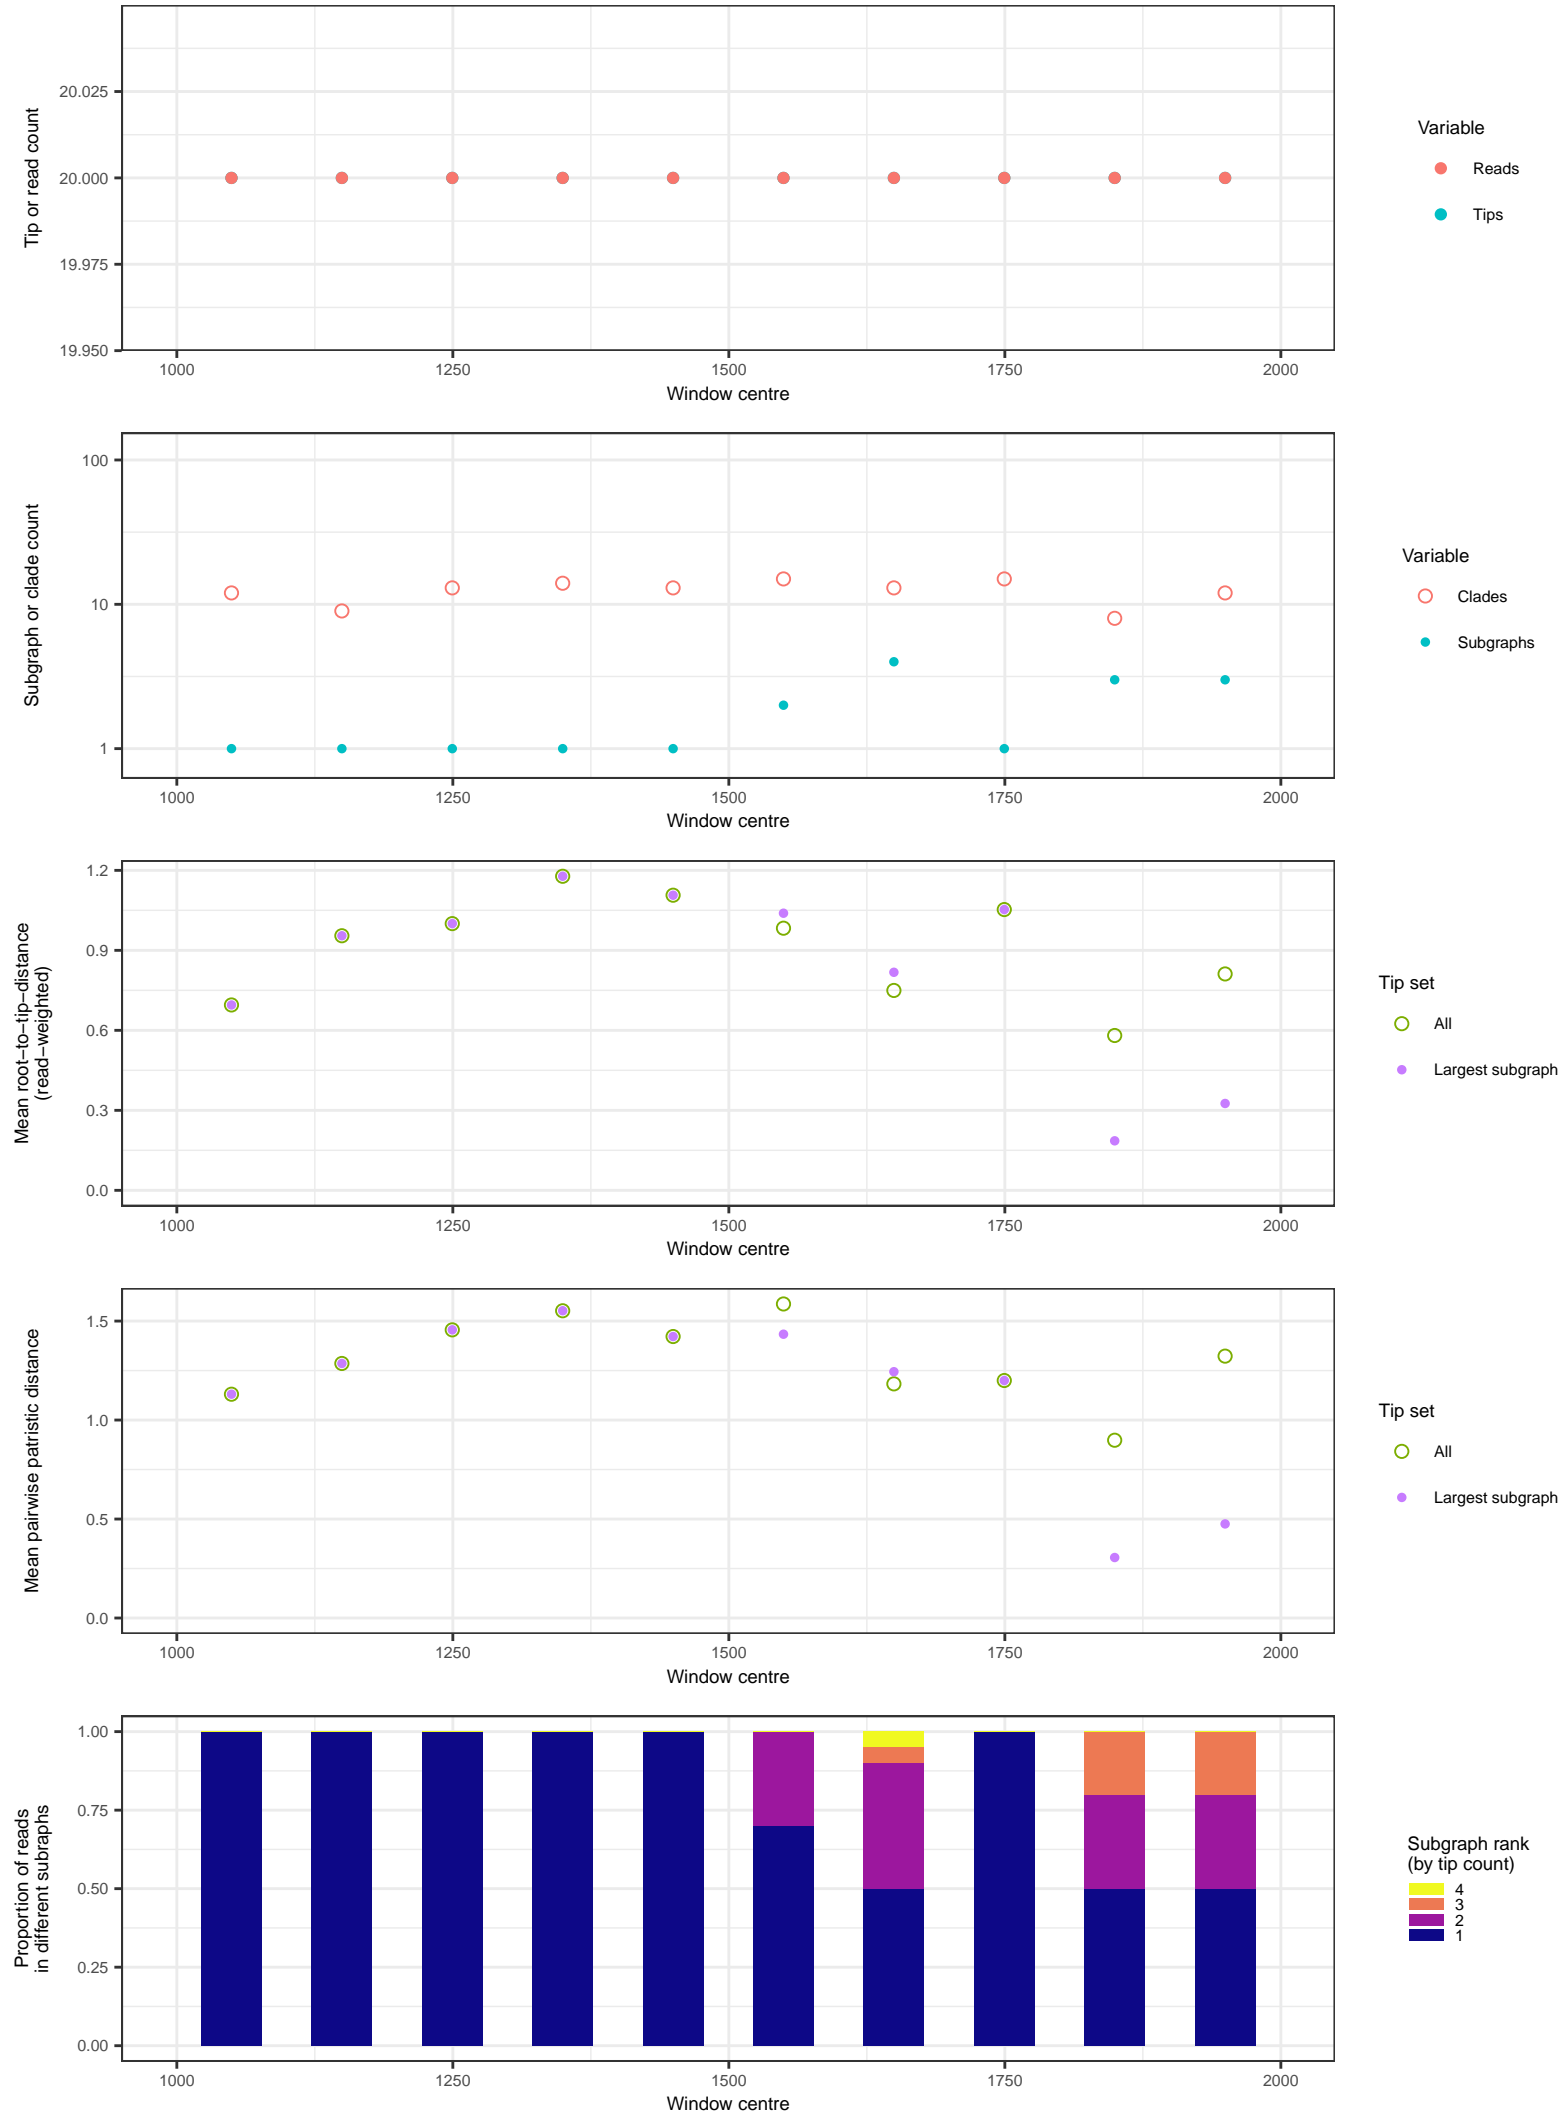 20.025
20.000
19.975
19.950
Tip or read count
1000 1250 1500 1750 2000
Window centre
Variable
Reads
Tips
100
10
1
Subgraph or clade count
1000 1250 1500 1750 2000
Window centre
Variable
Clades
Subgraphs
1.2
0.9
0.6
0.3
0.0
Mean root−to−tip−distance
(read−weighted)
1000 1250 1500 1750 2000
Window centre
Tip set
All
Largest subgraph
1.5
1.0
0.5
0.0
Mean pairwise patristic distance
1000 1250 1500 1750 2000
Window centre
Tip set
All
Largest subgraph
1.00
0.75
0.50
0.25
0.00
Proportion of reads
in different subraphs
1000 1250 1500 1750 2000
Window centre
Subgraph rank
(by tip count)
4
3
2
1